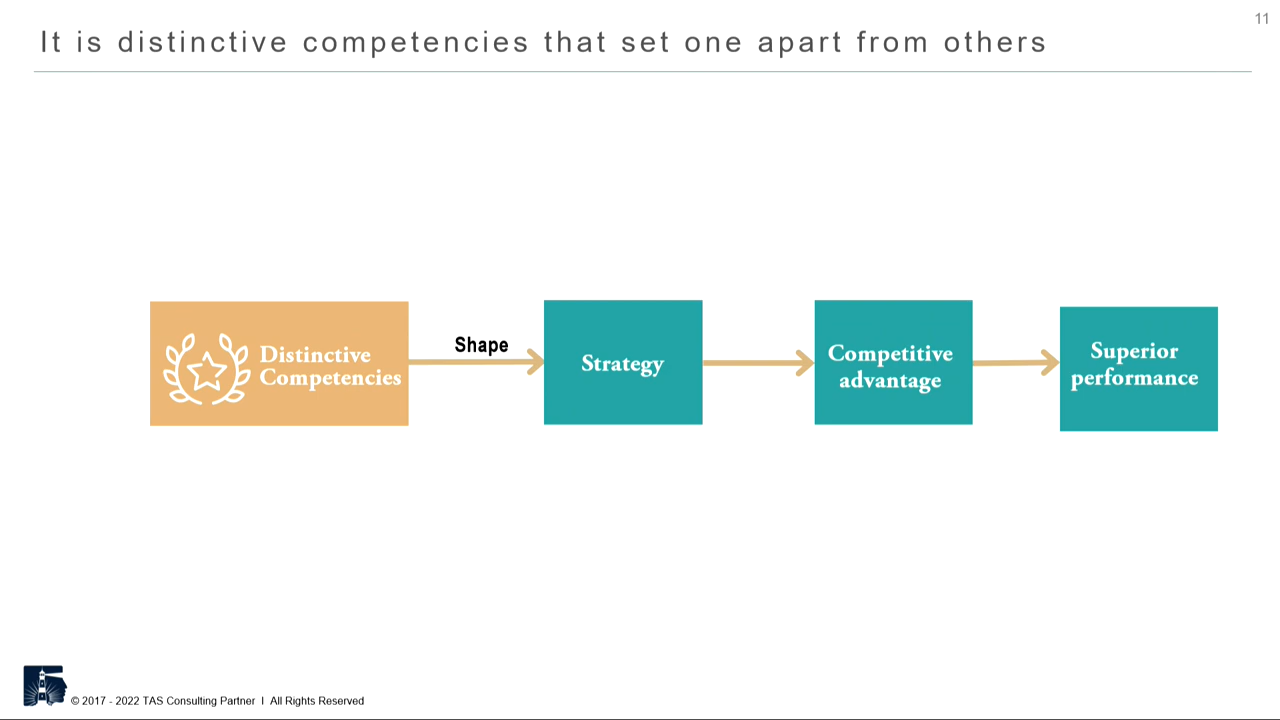 11
It is distinctive competencies that set one apart from others
Distinctive
Competencies
Shape
Strategy
Competitive
advantage
Superior
performance
© 2017 - 2022 TAS Consulting Partner I All Rights Reserved